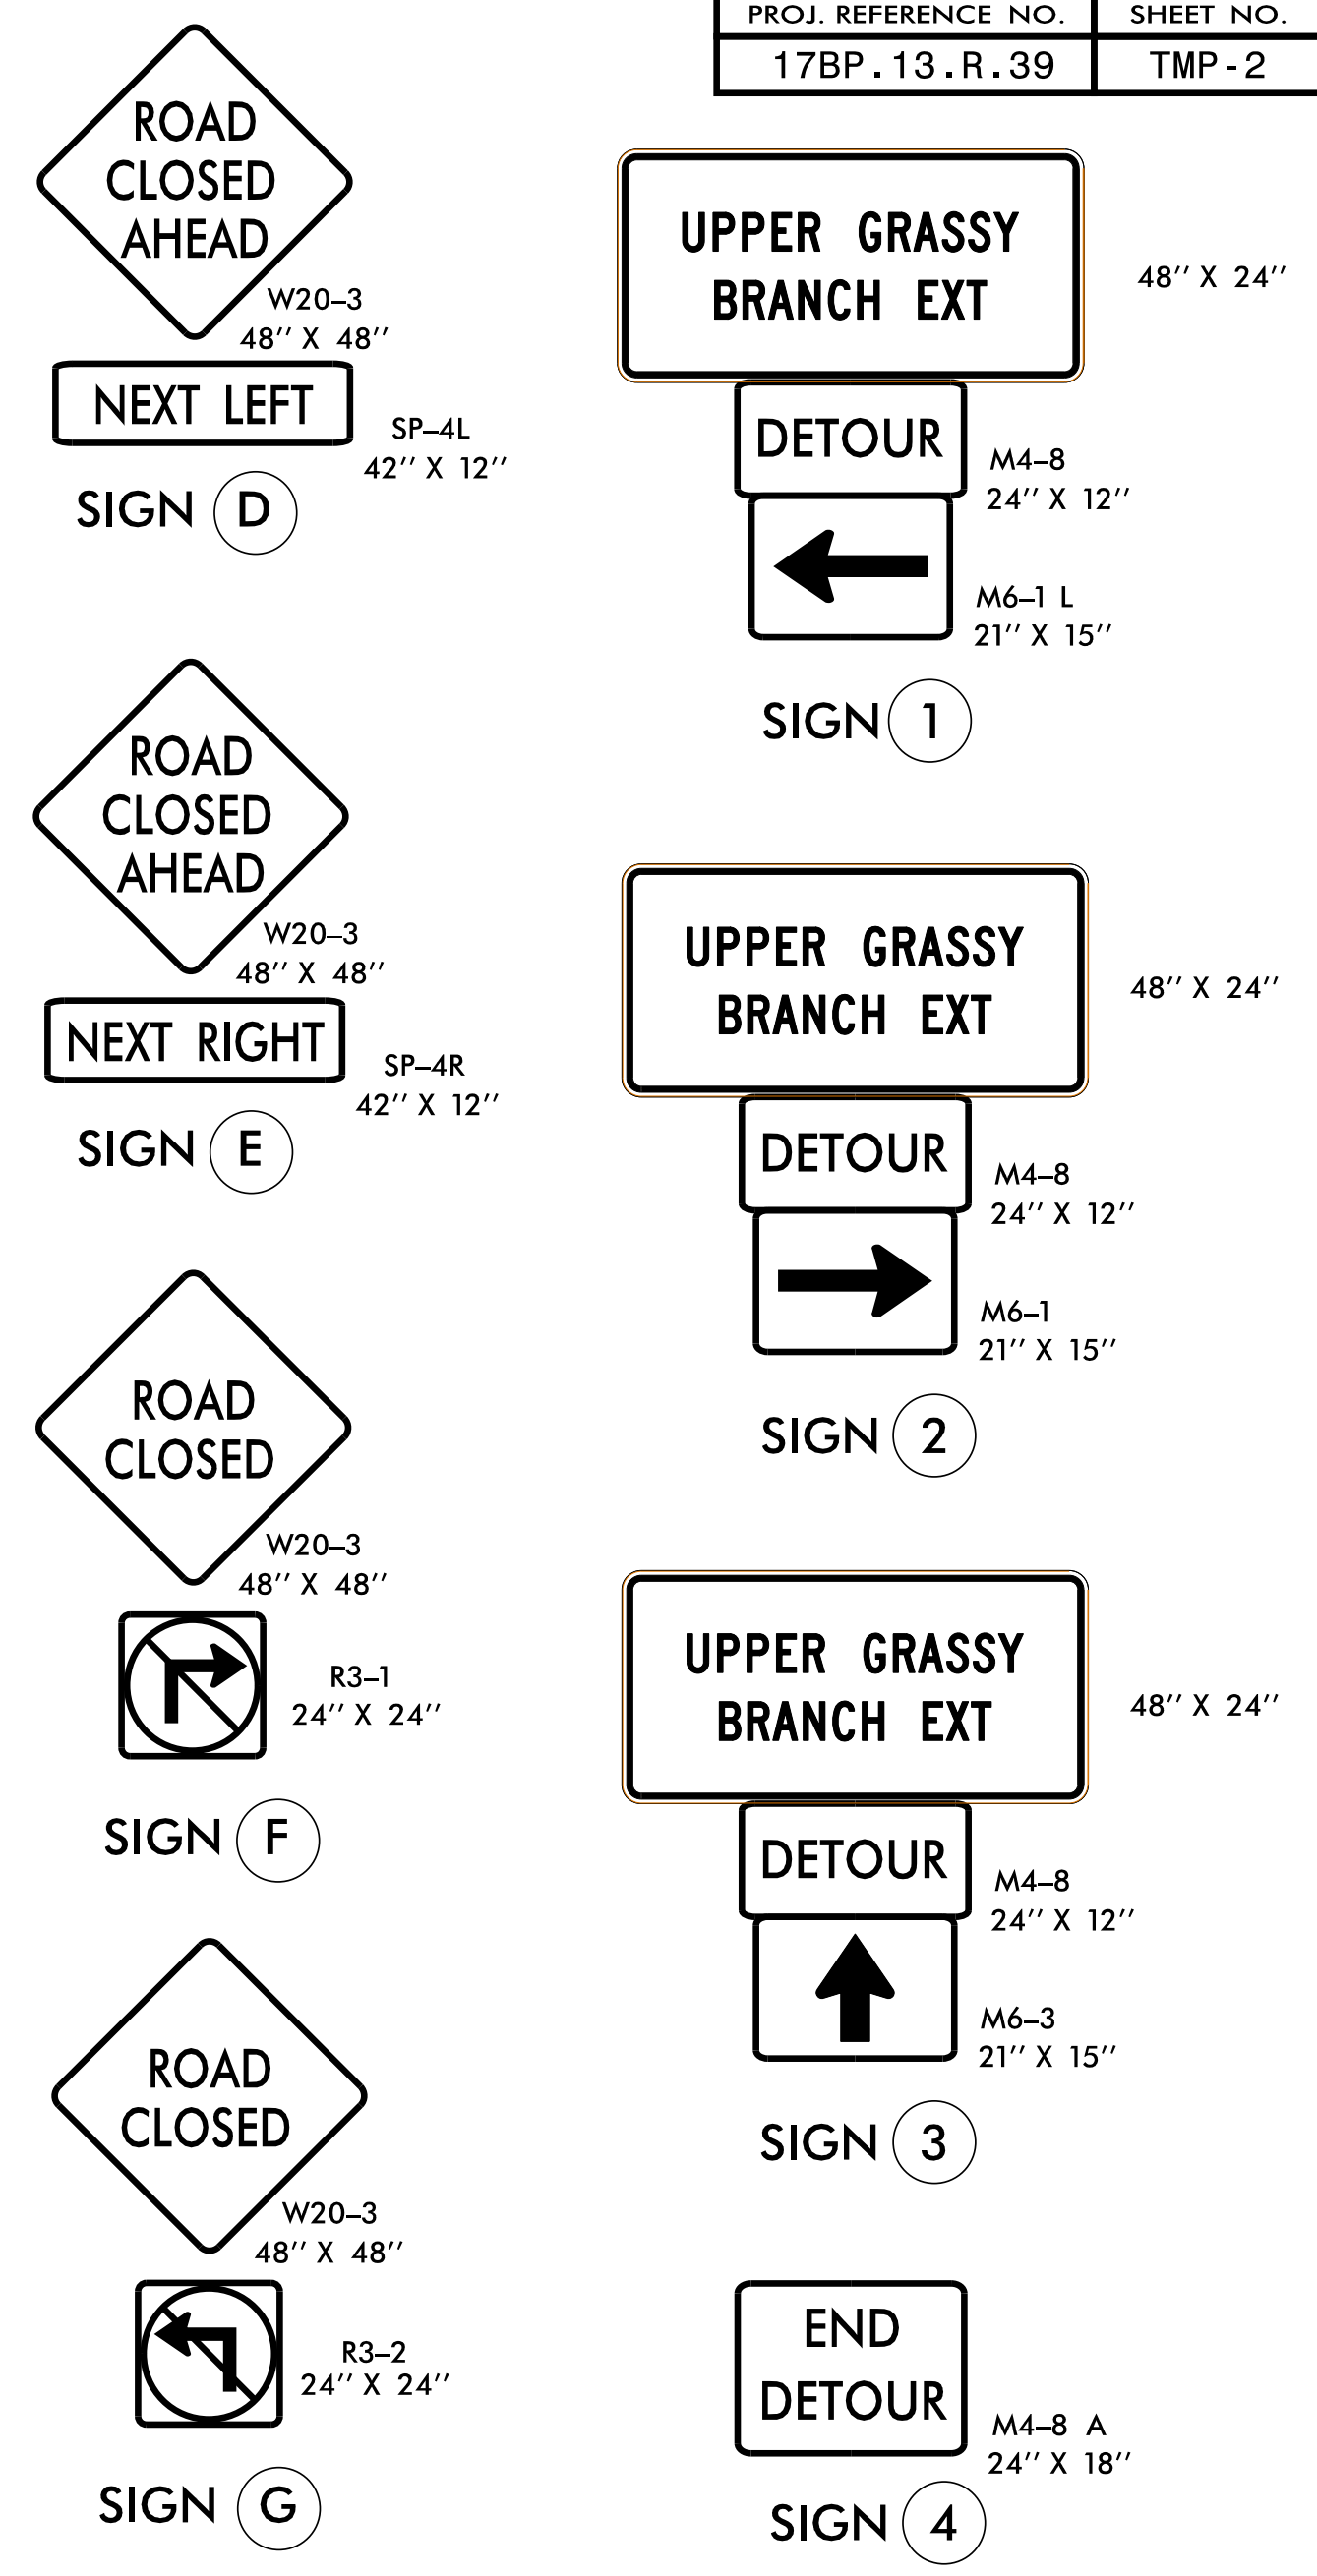 PROJ. REFERENCE NO. SHEET NO.
17BP.13.R.39 TMP-2
ROAD
CLOSED
AHEAD
W20-3
48'' X 48''
NEXT LEFT
SP-4L
42'' X 12''
SIGN D
ROAD
CLOSED
AHEAD
W20-3
48'' X 48''
NEXT RIGHT
SP-4R
42'' X 12''
SIGN E
ROAD
CLOSED
W20-3
48'' X 48''
R3-1
24'' X 24''
SIGN F
ROAD
CLOSED
W20-3
48'' X 48''
R3-2
24'' X 24''
SIGN G
UPPER GRASSY
BRANCH EXT
48'' X 24''
DETOUR
M4-8
24'' X 12''
M6-1 L
21'' X 15''
SIGN 1
UPPER GRASSY
BRANCH EXT
48'' X 24''
DETOUR
M4-8
24'' X 12''
M6-1
21'' X 15''
SIGN 2
UPPER GRASSY
BRANCH EXT
48'' X 24''
DETOUR
M4-8
24'' X 12''
M6-3
21'' X 15''
SIGN 3
END
DETOUR
M4-8 A
24'' X 18''
SIGN 4